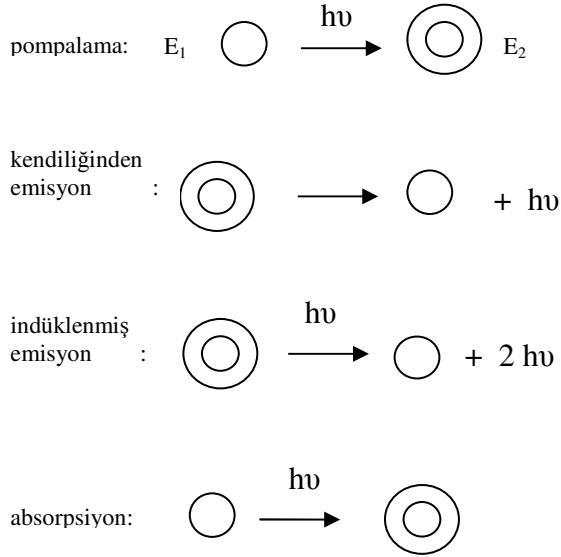 hυ
pompalama: E₁ E₂
kendiliğinden
emisyon : + hυ
hυ
indüklenmiş
emisyon : + 2 hυ
hυ
absorpsiyon: